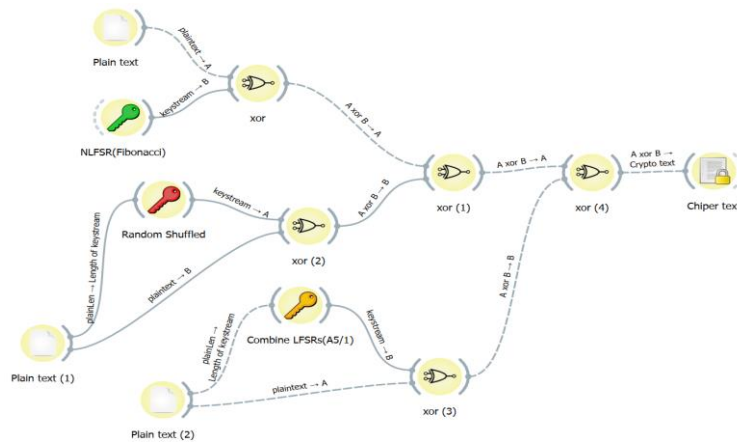 Plain text
plaintext → A
keystream → B
NLFSR(Fibonacci)
xor
A xor B → A
Random Shuffled
keystream → A
plainLen → Length of keystream
plaintext → B
xor (2)
A xor B → B
xor (1)
A xor B → A
xor (4)
A xor B →
Crypto text
Chiper tex
Plain text (1)
plainLen →
Length of keystream
Combine LFSRs(A5/1)
keystream → B
plaintext → A
xor (3)
A xor B → B
Plain text (2)